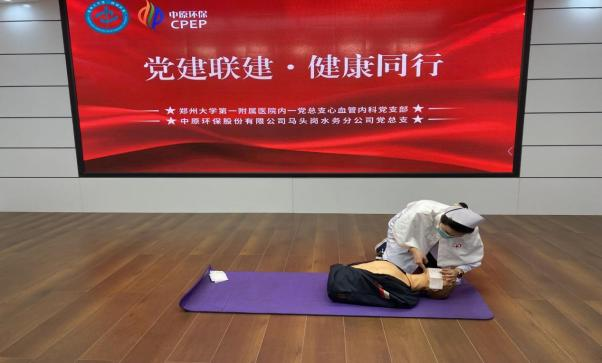 中原环保
CPEP
党建联建·健康同行
★ 郑州大学第一附属医院内一党总支心血管内科党支部 ★
★ 中原环保股份有限公司马头岗水务分公司党总支 ★